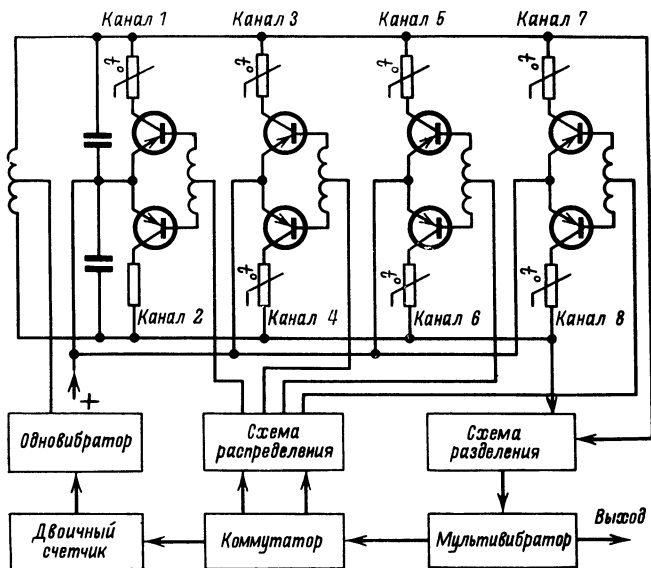 Канал 1
Канал 3
Канал 5
Канал 7
Канал 2
Канал 4
Канал 6
Канал 8
+
Одновибратор
Схема
распределения
Схема
разделения
Двоичный
счетчик
Коммутатор
Мультивибратор
Выход